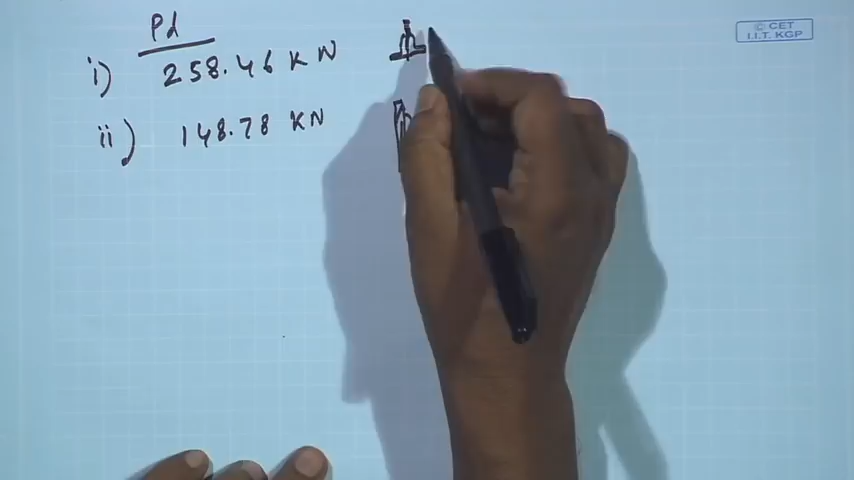 Pd
i) 258.46 KN
ii) 148.78 KN
© CET
I.I.T. KGP